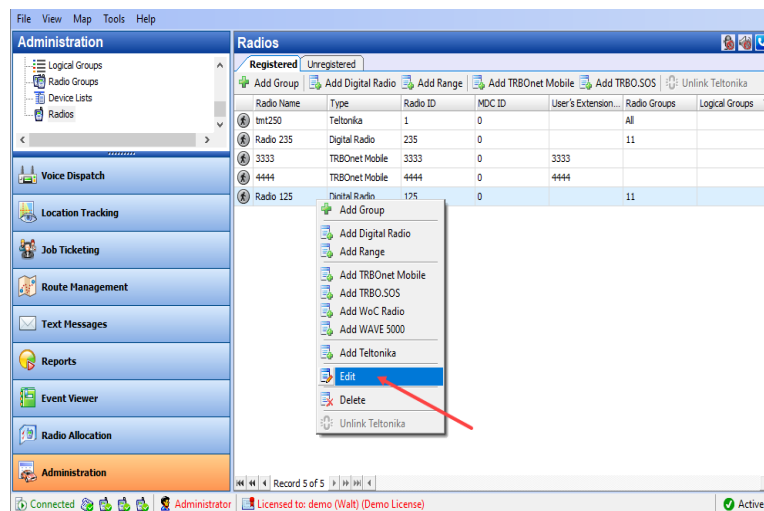 File View Map Tools Help
Administration
Logical Groups
Radio Groups
Device Lists
Radios
Voice Dispatch
Location Tracking
Job Ticketing
Route Management
Text Messages
Reports
Event Viewer
Radio Allocation
Administration
Radios
Registered Unregistered
Add Group Add Digital Radio Add Range Add TRBOnet Mobile Add TRBO.SOS Unlink Teltonika
Radio Name Type Radio ID MDC ID User's Extension... Radio Groups Logical Groups
tmt250 Teltonika 1 0 All
Radio 235 Digital Radio 235 0 11
3333 TRBOnet Mobile 3333 0 3333
4444 TRBOnet Mobile 4444 0 4444
Radio 125 Digital Radio 125 0 11
Add Group
Add Digital Radio
Add Range
Add TRBOnet Mobile
Add TRBO.SOS
Add WoC Radio
Add WAVE 5000
Add Teltonika
Edit
Delete
Unlink Teltonika
Record 5 of 5
Connected Administrator Licensed to: demo (Walt) (Demo License) Active